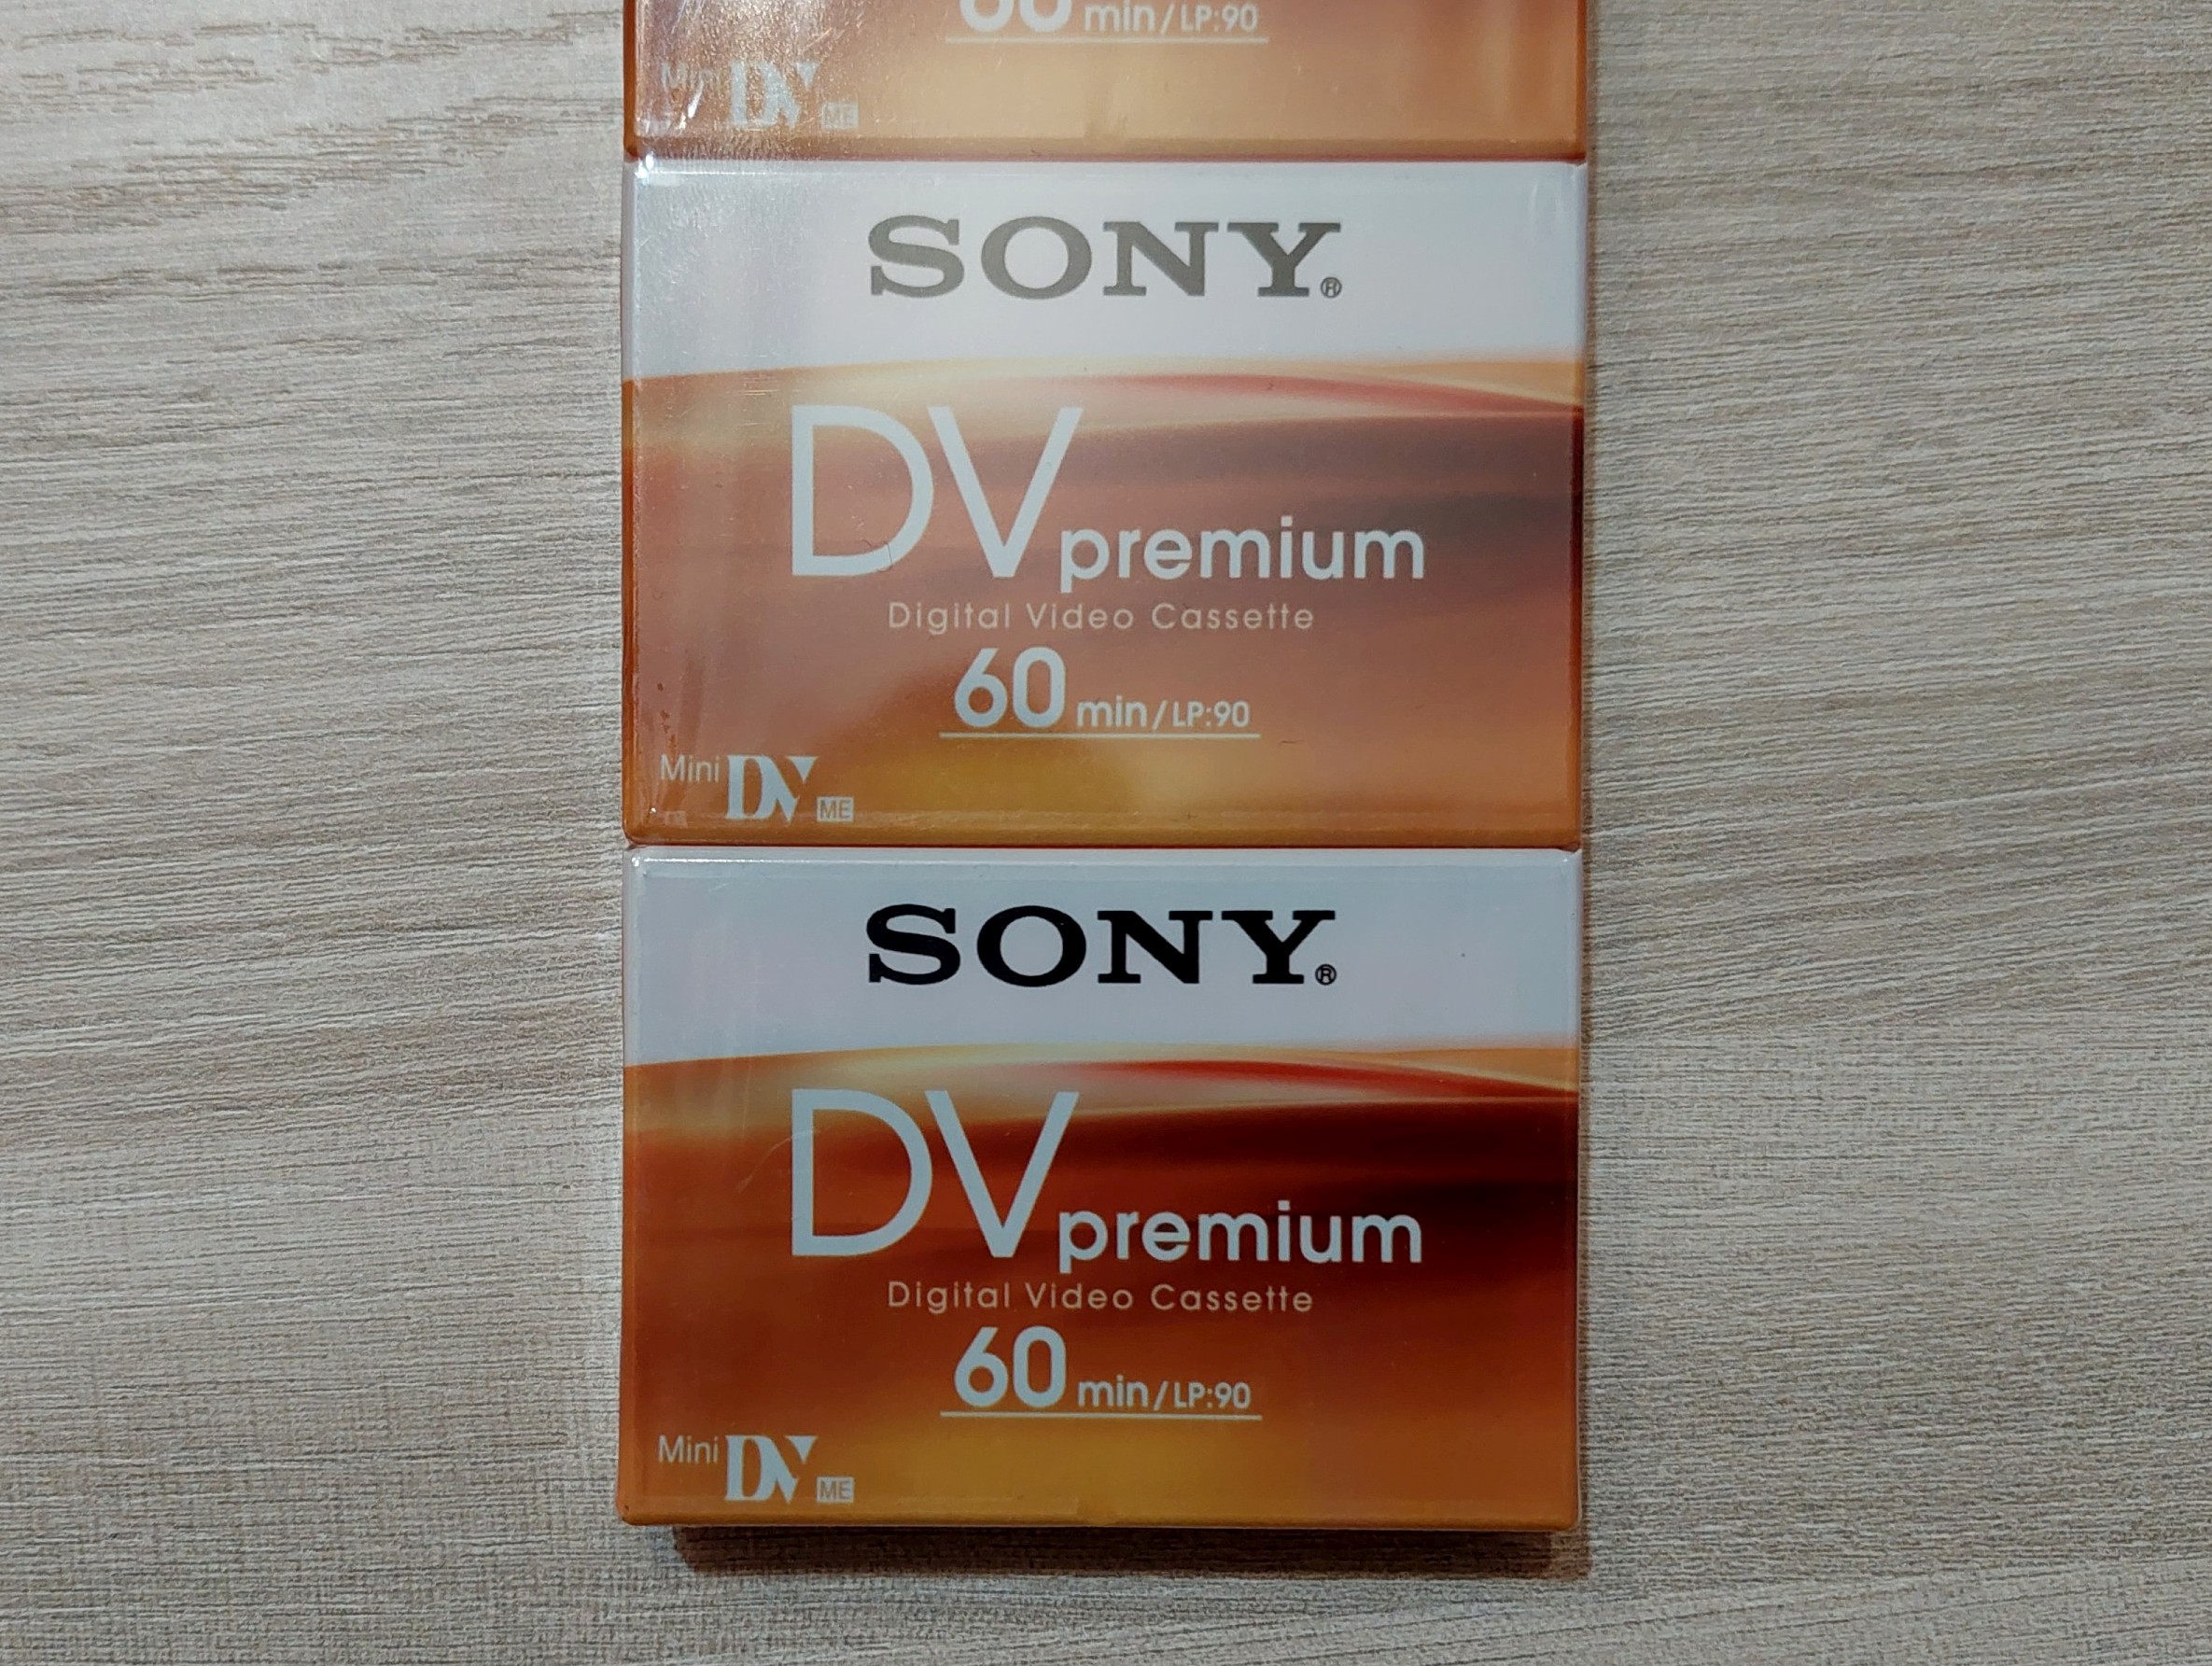 60 min/LP:90
Mini DV ME
SONY®
DV premium
Digital Video Cassette
60 min/LP:90
Mini DV ME
SONY®
DV premium
Digital Video Cassette
60 min/LP:90
Mini DV ME